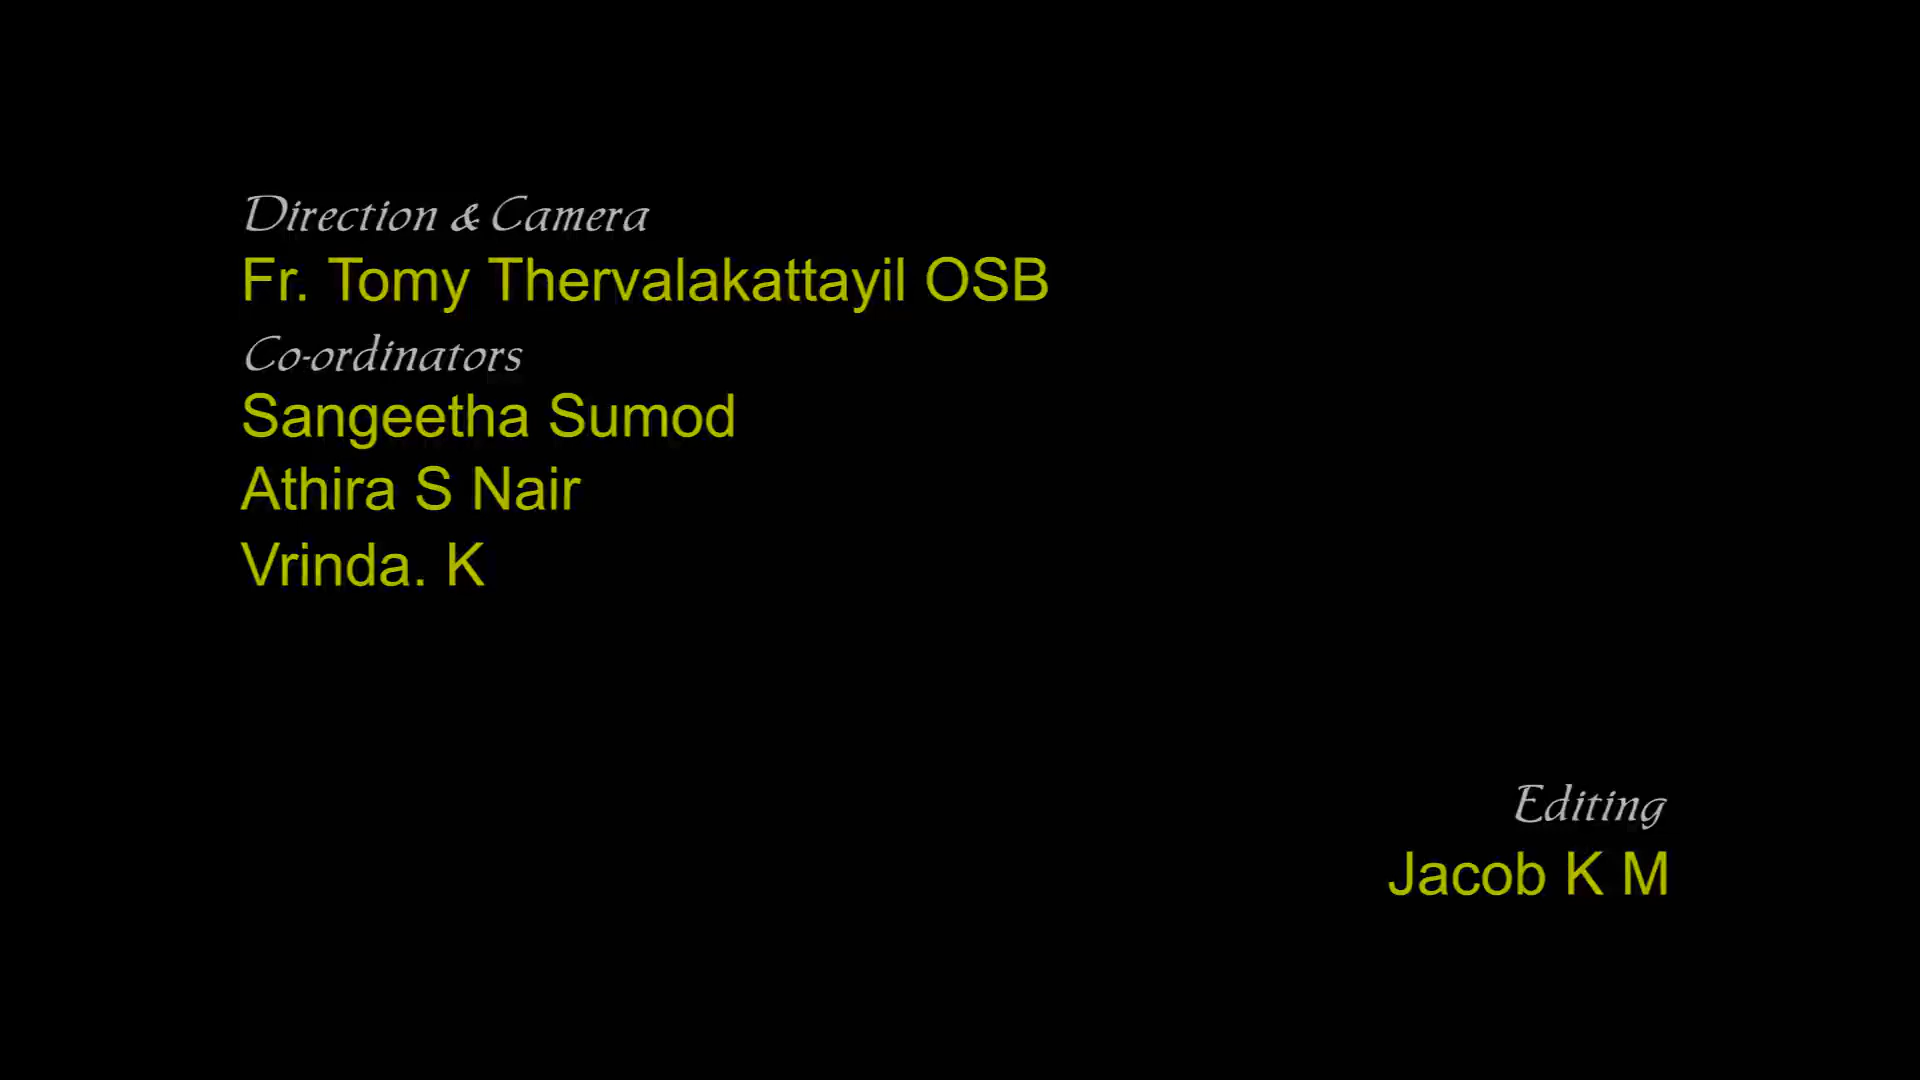 Direction & Camera
Fr. Tomy Thervalakattayil OSB
Co-ordinators
Sangeetha Sumod
Athira S Nair
Vrinda. K
Editing
Jacob K M